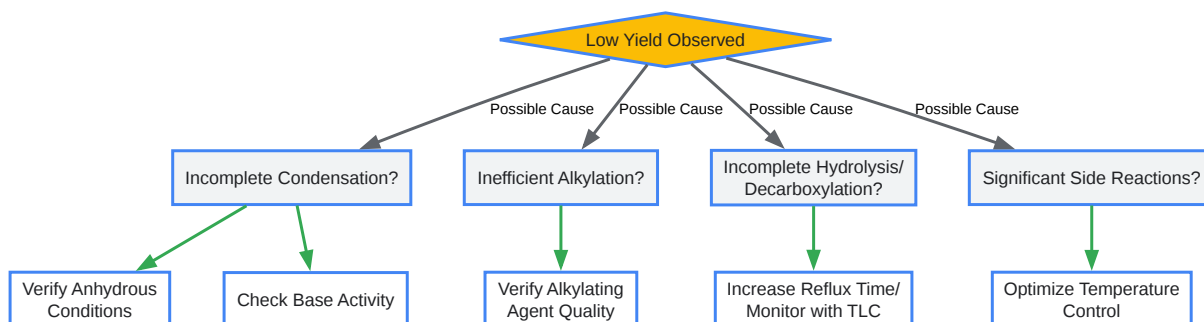 Low Yield Observed
Possible Cause
Possible Cause
Possible Cause
Possible Cause
Incomplete Condensation?
Inefficient Alkylation?
Incomplete Hydrolysis/
Decarboxylation?
Significant Side Reactions?
Verify Anhydrous
Conditions
Check Base Activity
Verify Alkylating
Agent Quality
Increase Reflux Time/
Monitor with TLC
Optimize Temperature
Control